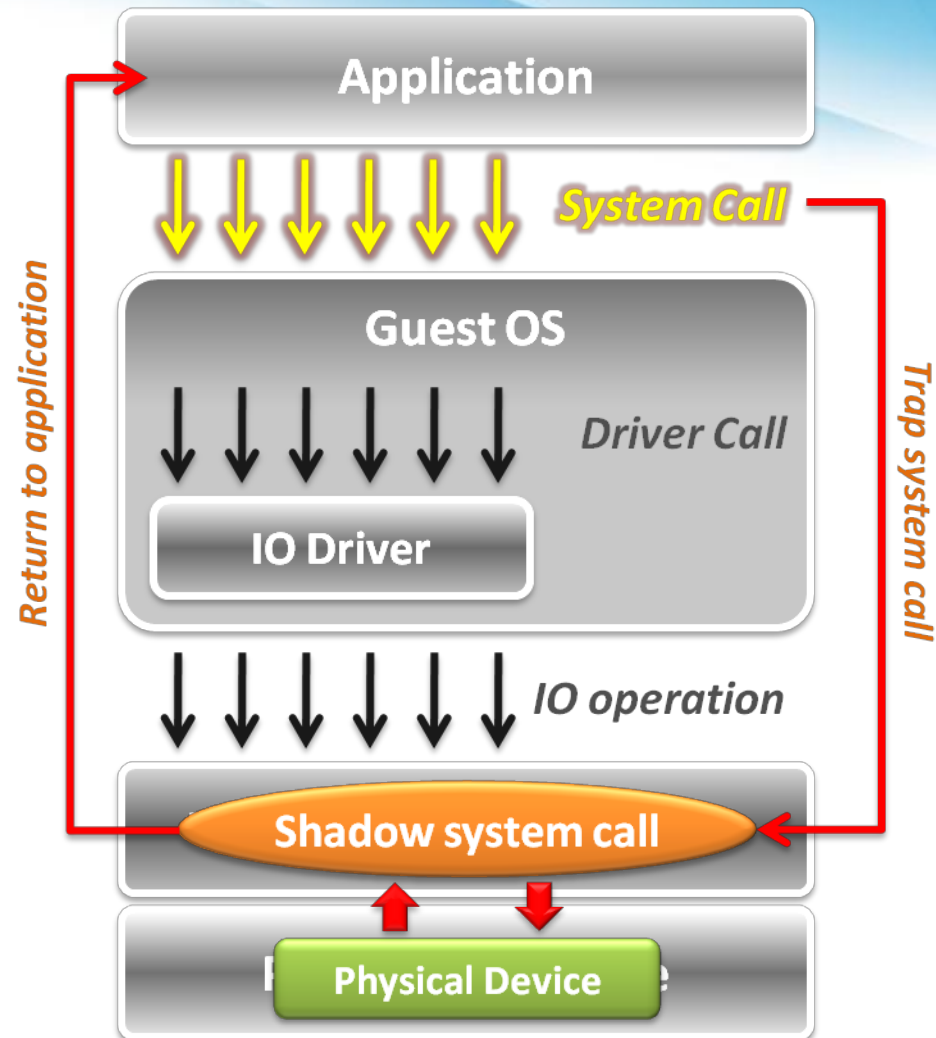 Application
System Call
Return to application
Guest OS
Driver Call
Trap system call
IO Driver
IO operation
Shadow system call
Physical Device